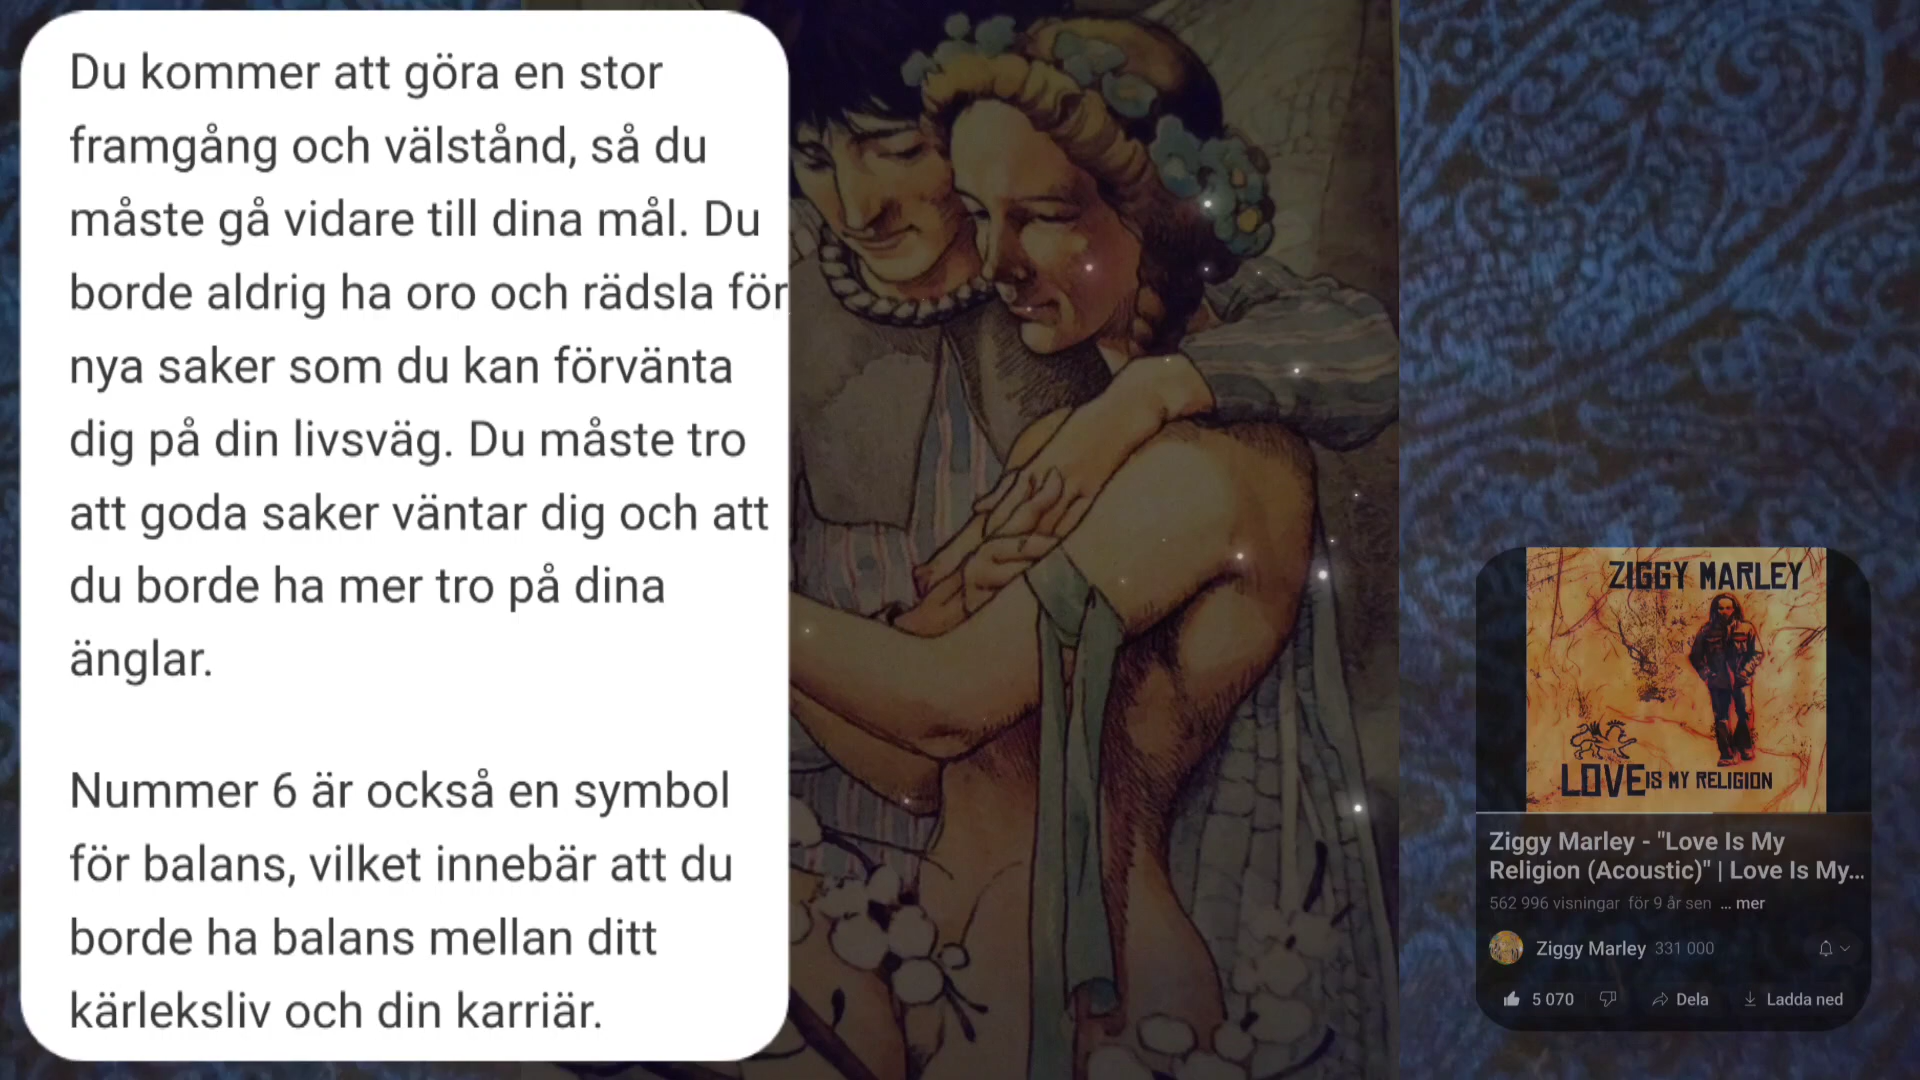 Du kommer att göra en stor
framgång och välstånd, så du
måste gå vidare till dina mål. Du
borde aldrig ha oro och rädsla för
nya saker som du kan förvänta
dig på din livsväg. Du måste tro
att goda saker väntar dig och att
du borde ha mer tro på dina
änglar.
Nummer 6 är också en symbol
för balans, vilket innebär att du
borde ha balans mellan ditt
kärleksliv och din karriär.
ZIGGY MARLEY
LOVE IS MY RELIGION
Ziggy Marley - "Love Is My
Religion (Acoustic)" | Love Is My...
562 996 visningar för 9 år sen ... mer
Ziggy Marley 331 000
5 070 Dela Ladda ned